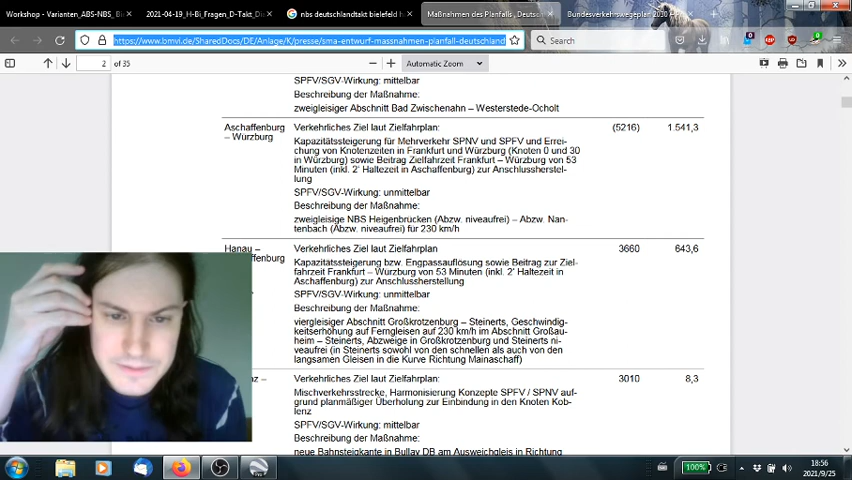 Workshop - Varianten_ABS-NBS_Bi
2021-04-19_H-Bi_Fragen_D-Takt_Di
nbs deutschlandtakt bielefeld h
Maßnahmen des Planfalls „Deutsch
Bundesverkehrswegeplan 2030
https://www.bmvi.de/SharedDocs/DE/Anlage/K/presse/sma-entwurf-massnahmen-planfall-deutschland
Search
2 of 35
Automatic Zoom
SPFV/SGV-Wirkung: mittelbar
Beschreibung der Maßnahme:
zweigleisiger Abschnitt Bad Zwischenahn – Westerstede-Ocholt
Aschaffenburg – Würzburg
Verkehrliches Ziel laut Zielfahrplan:
(5216) 1.541,3
Kapazitätssteigerung für Mehrverkehr SPNV und SPFV und Errei-
chung von Knotenzeiten in Frankfurt und Würzburg (Knoten 0 und 30
in Würzburg) sowie Beitrag Zielfahrzeit Frankfurt – Würzburg von 53
Minuten (inkl. 2' Haltezeit in Aschaffenburg) zur Anschlussherstel-
lung
SPFV/SGV-Wirkung: unmittelbar
Beschreibung der Maßnahme:
zweigleisige NBS Heigenbrücken (Abzw. niveaufrei) – Abzw. Nan-
tenbach (Abzw. niveaufrei) für 230 km/h
Hanau –
ffenburg
Verkehrliches Ziel laut Zielfahrplan
3660 643,6
Kapazitätssteigerung bzw. Engpassauflösung sowie Beitrag zur Ziel-
fahrzeit Frankfurt – Würzburg von 53 Minuten (inkl. 2' Haltezeit in
Aschaffenburg) zur Anschlussherstellung
SPFV/SGV-Wirkung: unmittelbar
Beschreibung der Maßnahme:
viergleisiger Abschnitt Großkrotzenburg – Steinerts, Geschwindig-
keitserhöhung auf Ferngleisen auf 230 km/h im Abschnitt Großau-
heim – Steinerts, Abzweige in Großkrotzenburg und Steinerts ni-
veaufrei (in Steinerts sowohl von den schnellen als auch von den
langsamen Gleisen in die Kurve Richtung Mainaschaff)
nz –
Verkehrliches Ziel laut Zielfahrplan:
3010 8,3
Mischverkehrsstrecke, Harmonisierung Konzepte SPFV / SPNV auf-
grund planmäßiger Überholung zur Einbindung in den Knoten Kob-
lenz
SPFV/SGV-Wirkung: mittelbar
Beschreibung der Maßnahme:
neue Bahnsteigkante in Bullay DB am Ausweichgleis in Richtung
100%
18:56
2021/9/25